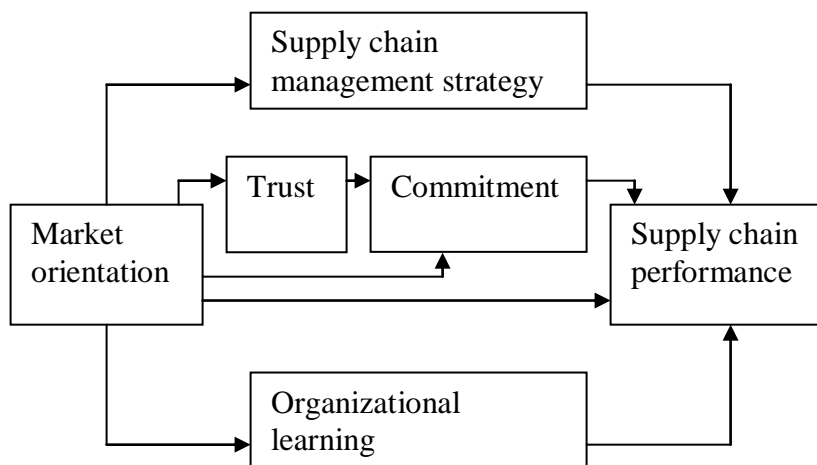 Supply chain
management strategy
Trust
Commitment
Market
orientation
Supply chain
performance
Organizational
learning